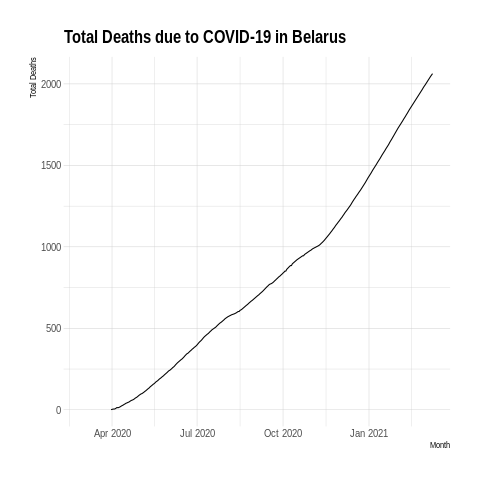 Total Deaths due to COVID-19 in Belarus
Total Deaths
2000
1500
1000
500
0
Apr 2020
Jul 2020
Oct 2020
Jan 2021
Month